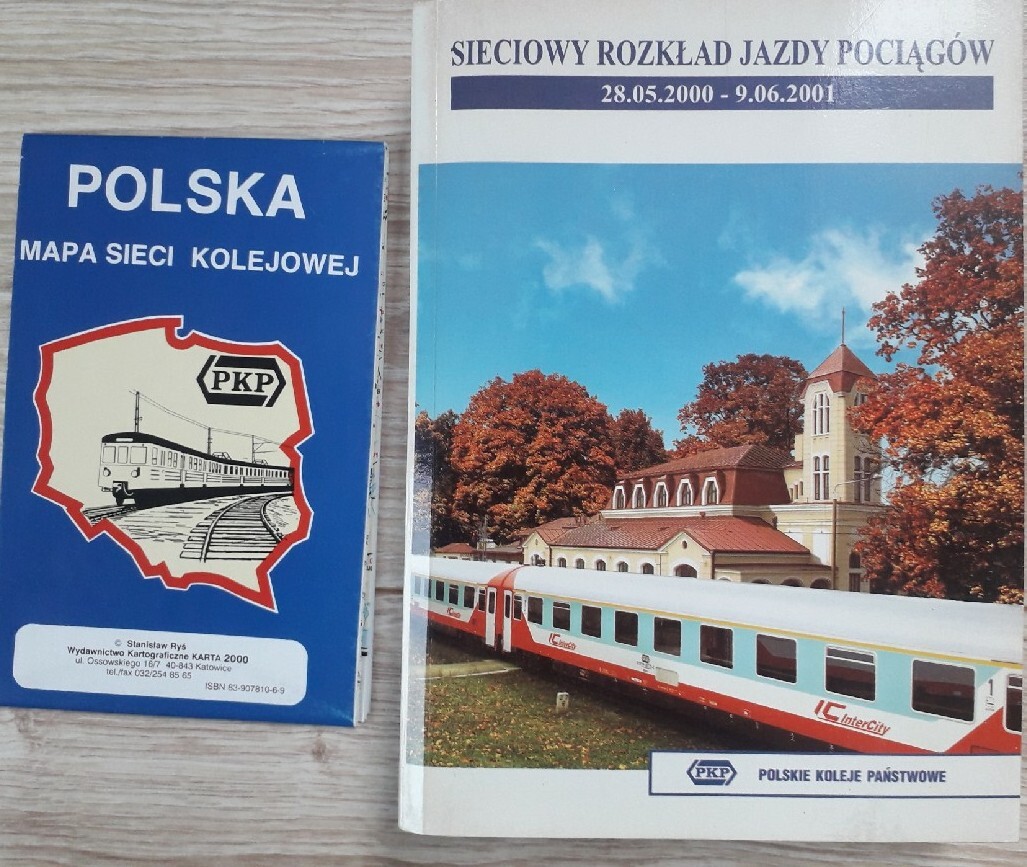 POLSKA
MAPA SIECI KOLEJOWEJ
PKP
© Stanisław Ryś
Wydawnictwo Kartograficzne KARTA 2000
ul. Ossowskiego 16/7 40-843 Katowice
tel./fax 032/254 85 65
ISBN 83-907810-6-9
SIECIOWY ROZKŁAD JAZDY POCIĄGÓW
28.05.2000 - 9.06.2001
InterCity
1
IC InterCity
PKP POLSKIE KOLEJE PAŃSTWOWE